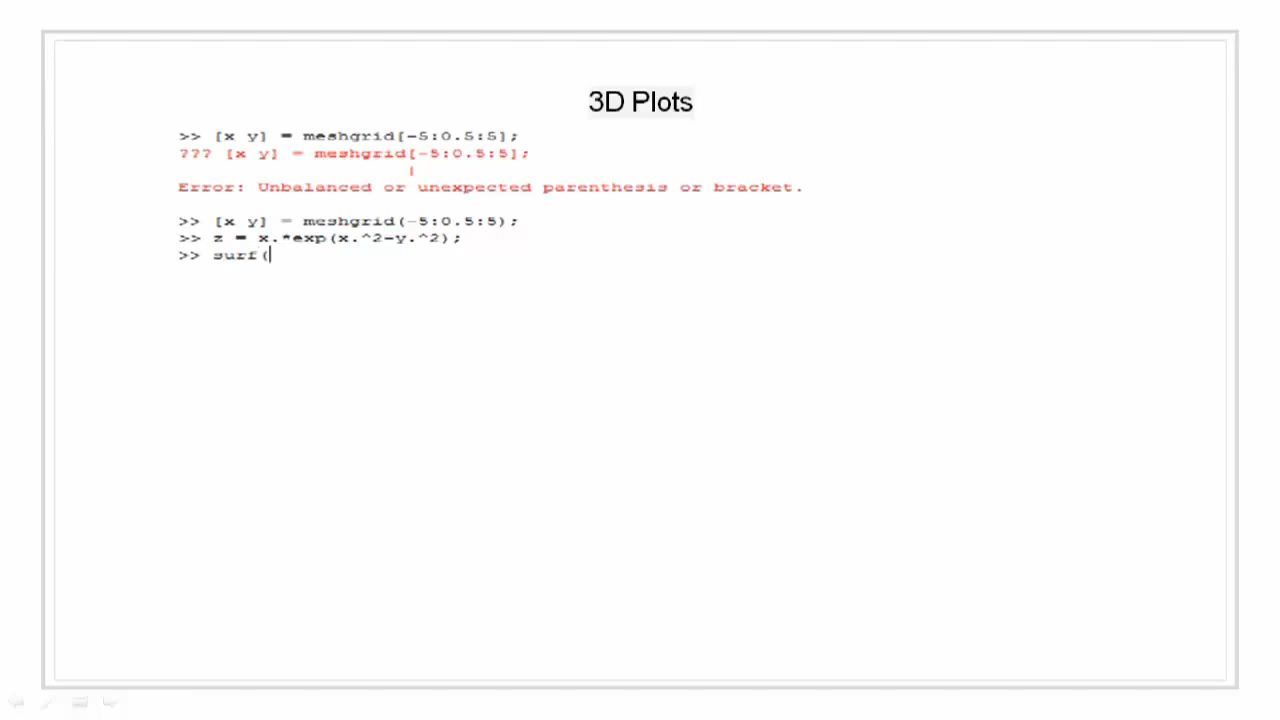 3D Plots
>> [x y] = meshgrid[-5:0.5:5];
??? [x y] = meshgrid[-5:0.5:5];
|
Error: Unbalanced or unexpected parenthesis or bracket.
>> [x y] = meshgrid(-5:0.5:5);
>> z = x.*exp(x.^2-y.^2);
>> surf(